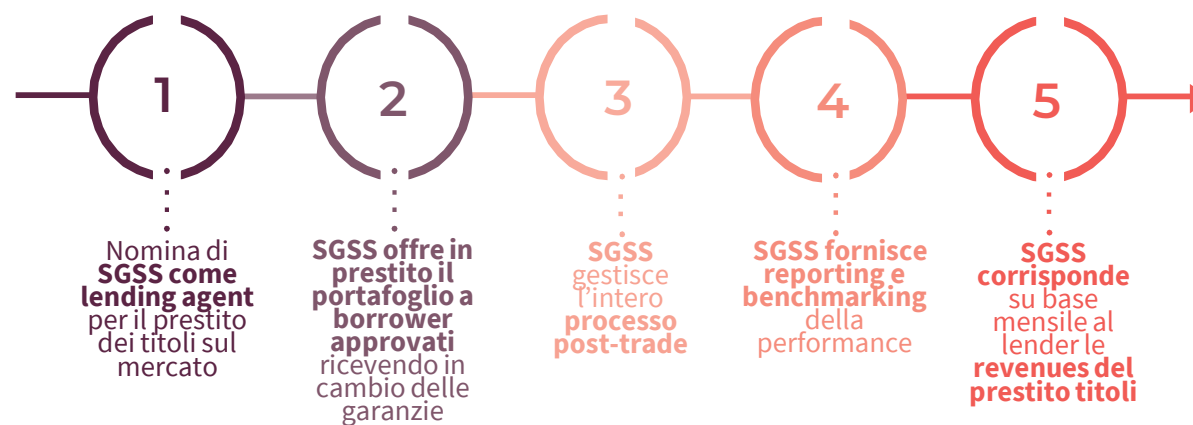 1
2
3
4
5
Nomina di
SGSS come
lending agent
per il prestito
dei titoli sul
mercato
SGSS offre in
prestito il
portafoglio a
borrower
approvati
ricevendo in
cambio delle
garanzie
SGSS
gestisce
l’intero
processo
post-trade
SGSS fornisce
reporting e
benchmarking
della
performance
SGSS
corrisponde
su base
mensile al
lender le
revenues del
prestito titoli